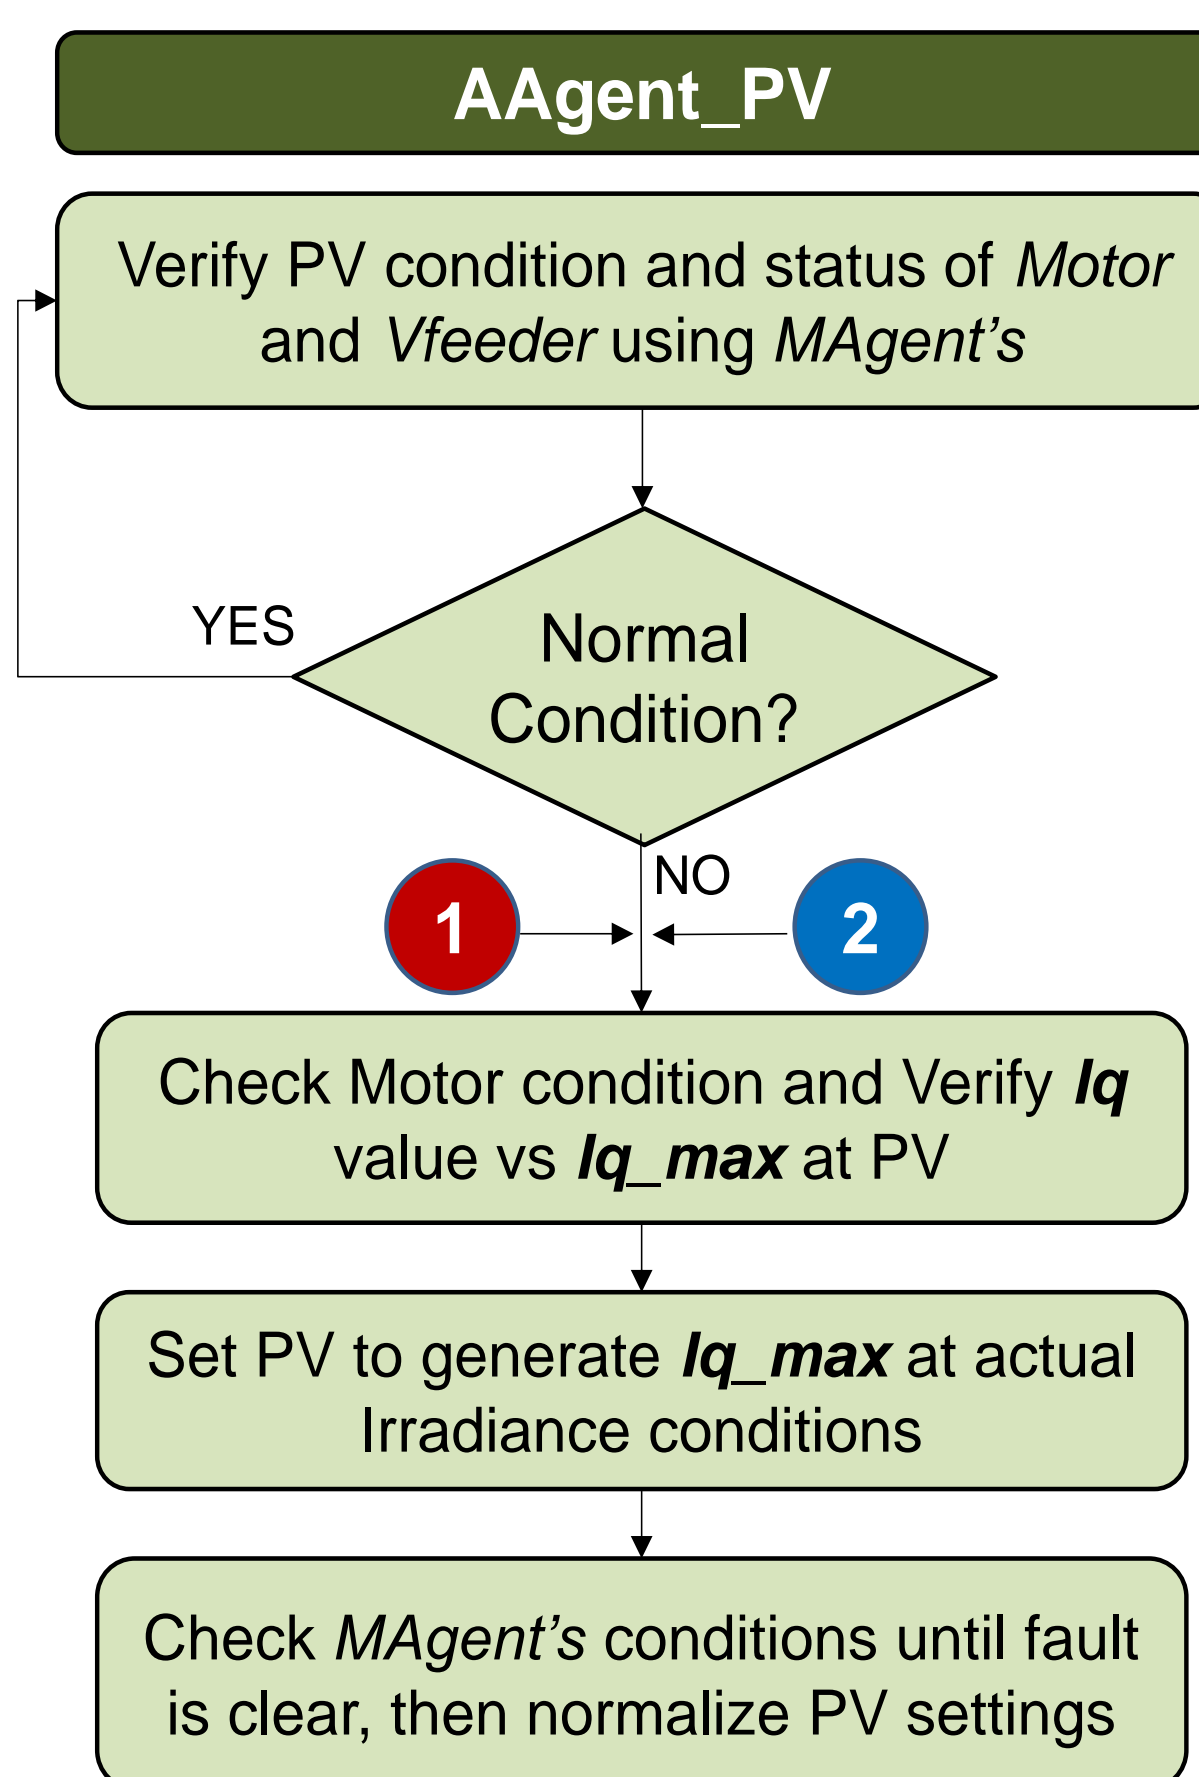 AAgent_PV
Verify PV condition and status of Motor
and Vfeeder using MAgent’s
Normal
Condition?
YES
NO
1
2
Check Motor condition and Verify Iq
value vs Iq_max at PV
Set PV to generate Iq_max at actual
Irradiance conditions
Check MAgent’s conditions until fault
is clear, then normalize PV settings